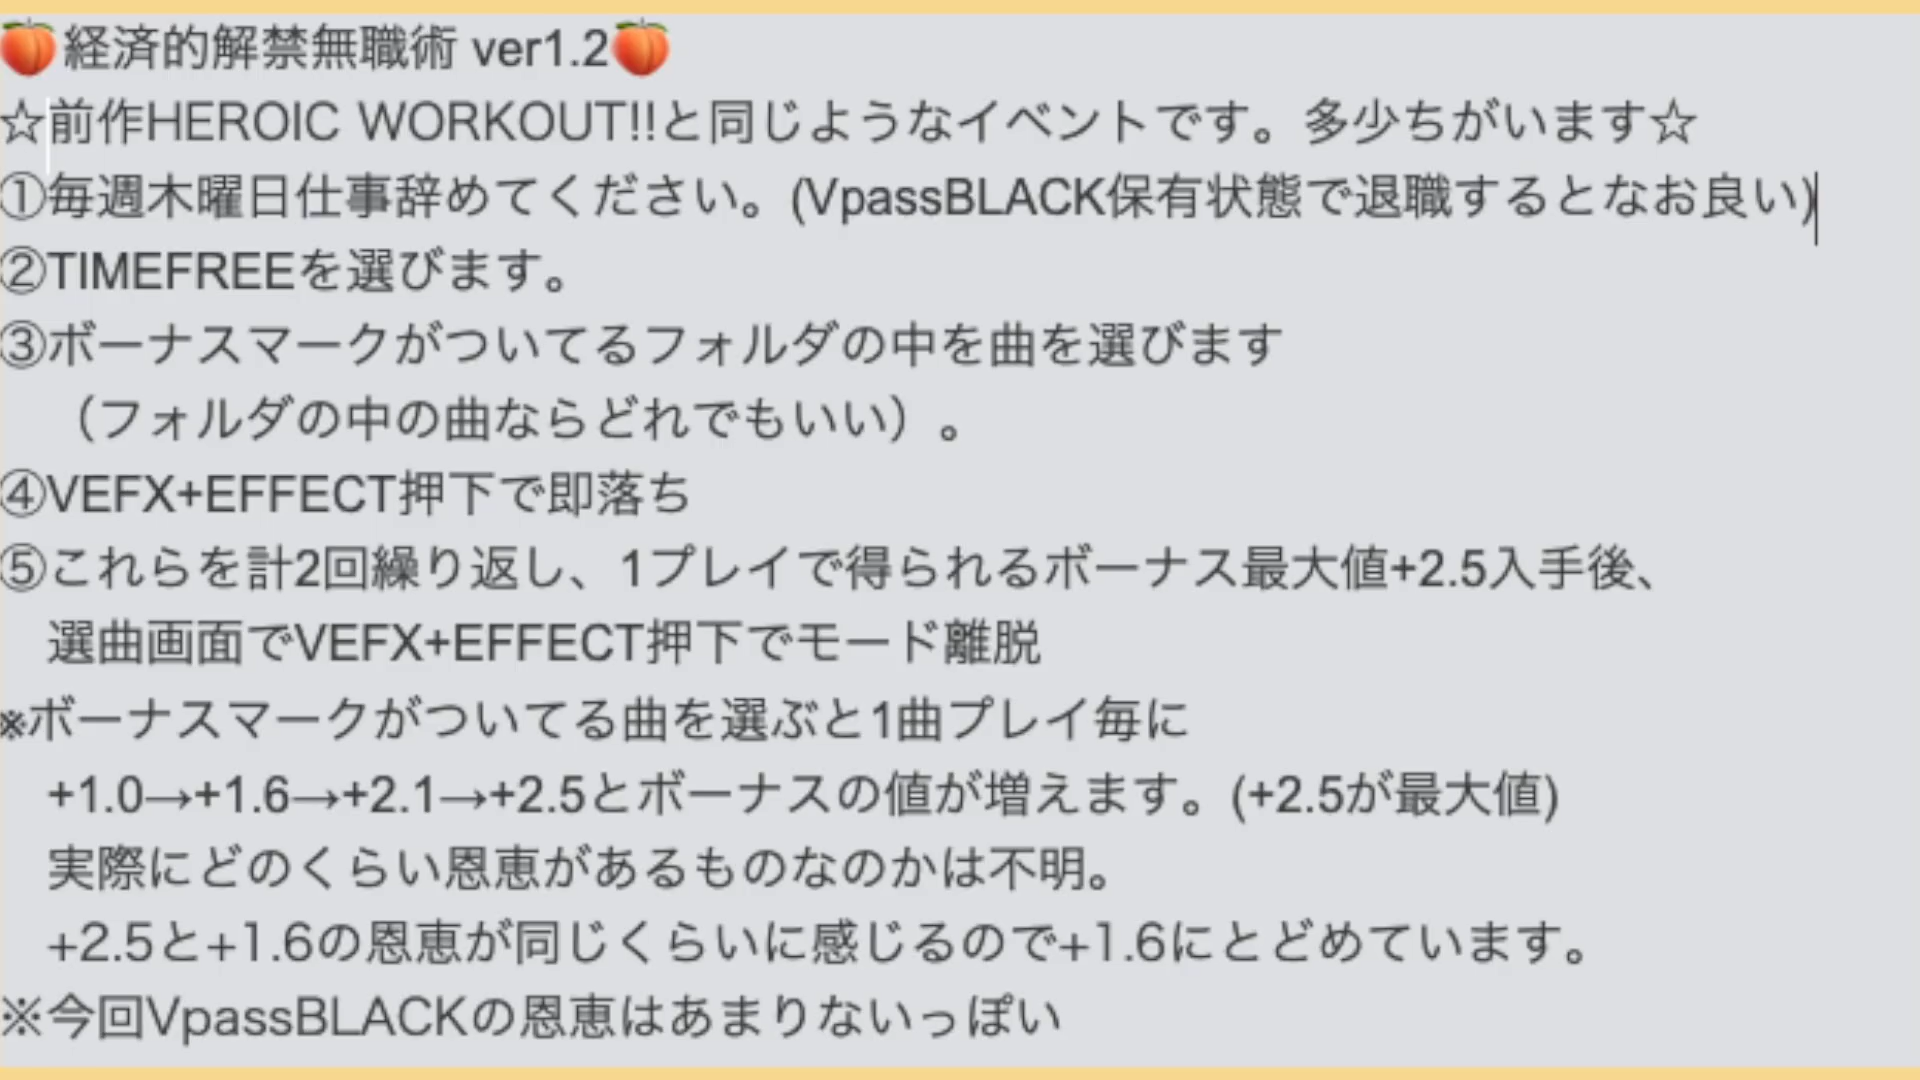 🍑経済的解禁無職術 ver1.2🍑
☆前作HEROIC WORKOUT!!と同じようなイベントです。多少ちがいます☆
①毎週木曜日仕事辞めてください。(VpassBLACK保有状態で退職するとなお良い)
②TIMEFREEを選びます。
③ボーナスマークがついてるフォルダの中を曲を選びます
（フォルダの中の曲ならどれでもいい）。
④VEFX+EFFECT押下で即落ち
⑤これらを計2回繰り返し、1プレイで得られるボーナス最大値+2.5入手後、
選曲画面でVEFX+EFFECT押下でモード離脱
※ボーナスマークがついてる曲を選ぶと1曲プレイ毎に
+1.0→+1.6→+2.1→+2.5とボーナスの値が増えます。(+2.5が最大値)
実際にどのくらい恩恵があるものなのかは不明。
+2.5と+1.6の恩恵が同じくらいに感じるので+1.6にとどめています。
※今回VpassBLACKの恩恵はあまりないっぽい